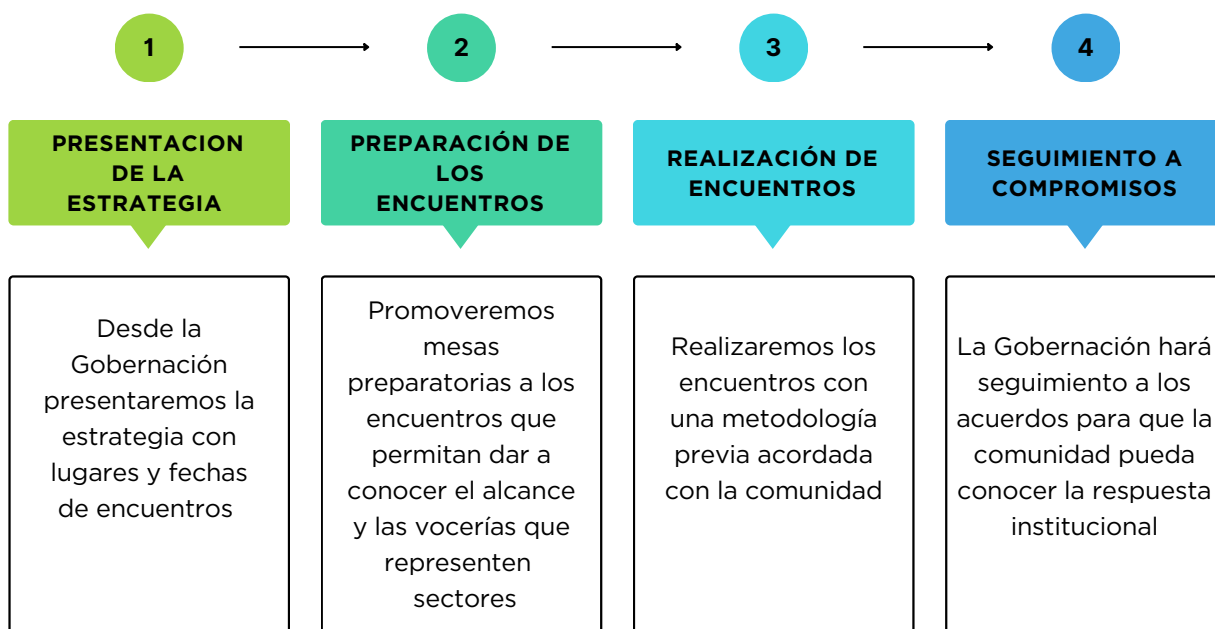 1
2
3
4
PRESENTACION
DE LA
ESTRATEGIA
PREPARACIÓN DE
LOS
ENCUENTROS
REALIZACIÓN DE
ENCUENTROS
SEGUIMIENTO A
COMPROMISOS
Desde la
Gobernación
presentaremos la
estrategia con
lugares y fechas
de encuentros
Promoveremos
mesas
preparatorias a los
encuentros que
permitan dar a
conocer el alcance
y las vocerías que
representen
sectores
Realizaremos los
encuentros con
una metodología
previa acordada
con la comunidad
La Gobernación hará
seguimiento a los
acuerdos para que la
comunidad pueda
conocer la respuesta
institucional